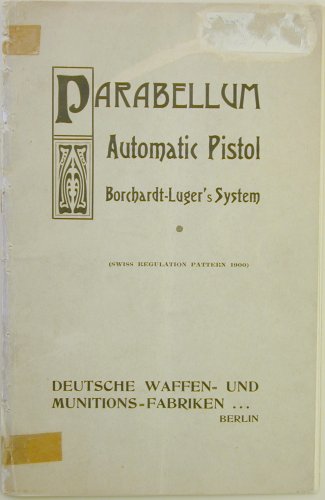 PARABELLUM
Automatic Pistol
Borchardt-Luger's System
(SWISS REGULATION PATTERN 1900)
DEUTSCHE WAFFEN- UND
MUNITIONS-FABRIKEN ...
BERLIN